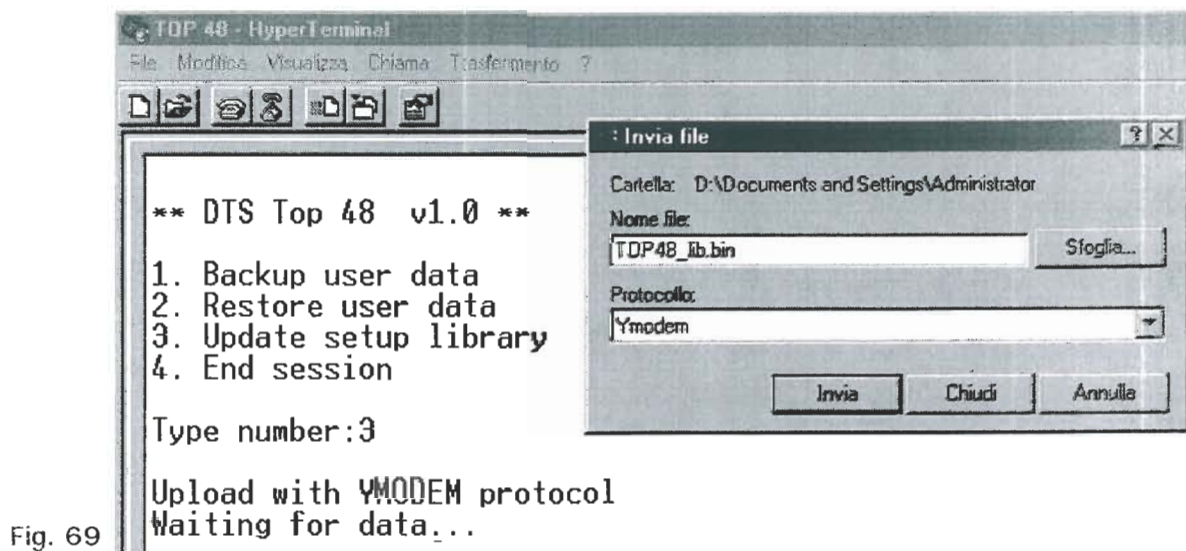 TOP 48 - HyperTerminal
File Modifica Visualizza Chiama Trasferimento ?
** DTS Top 48 v1.0 **
1. Backup user data
2. Restore user data
3. Update setup library
4. End session
Type number:3
Upload with YMODEM protocol
Waiting for data...
: Invia file
Cartella: D:\Documents and Settings\Administrator
Nome file:
TOP48_lib.bin
Sfoglia...
Protocollo:
Ymodem
Invia
Chiudi
Annulla
Fig. 69